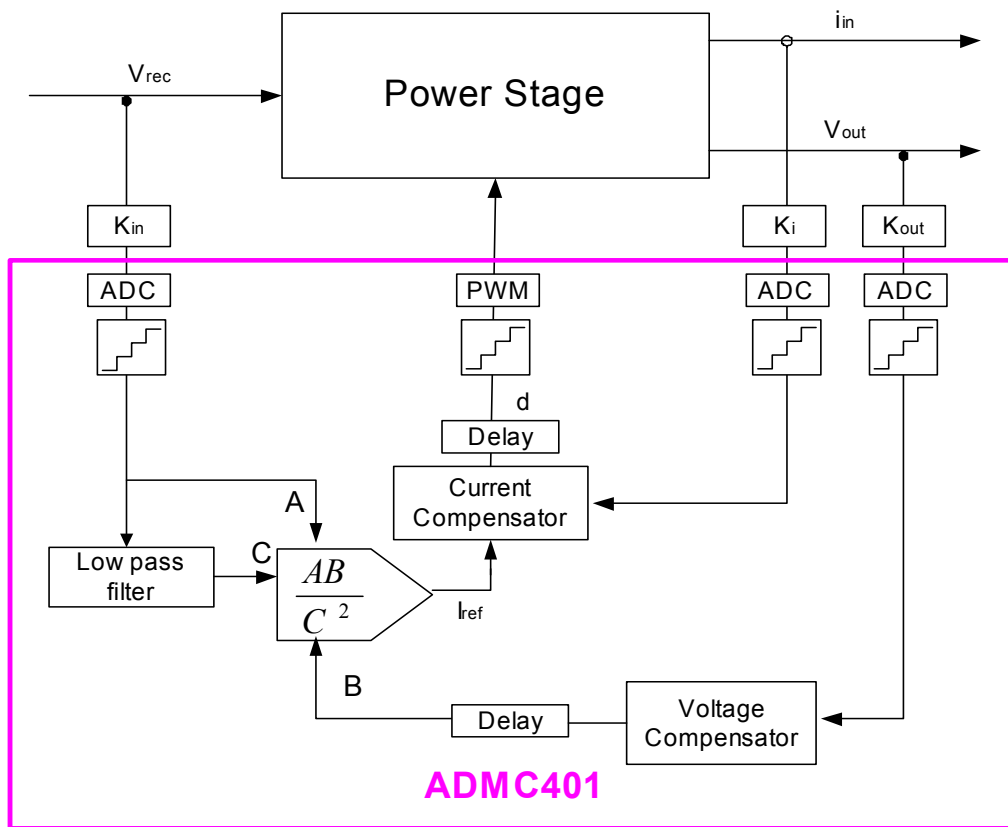 iin
Vrec
Power Stage
Vout
Kin
Ki
Kout
ADC
PWM
ADC
ADC
d
Delay
Current
Compensator
A
Low pass
filter
C
AB
C 2
Iref
B
Delay
Voltage
Compensator
ADMC401